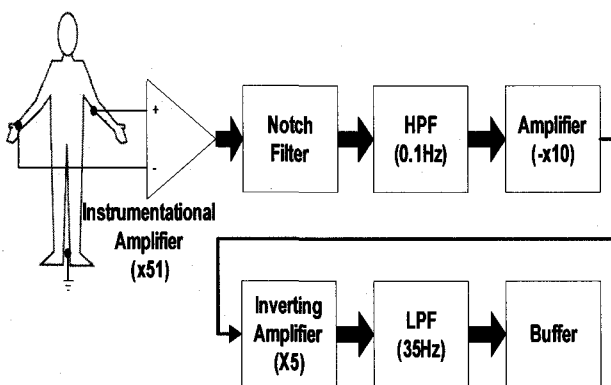 +
-
Instrumentational
Amplifier
(x51)
Notch
Filter
HPF
(0.1Hz)
Amplifier
(-x10)
Inverting
Amplifier
(X5)
LPF
(35Hz)
Buffer